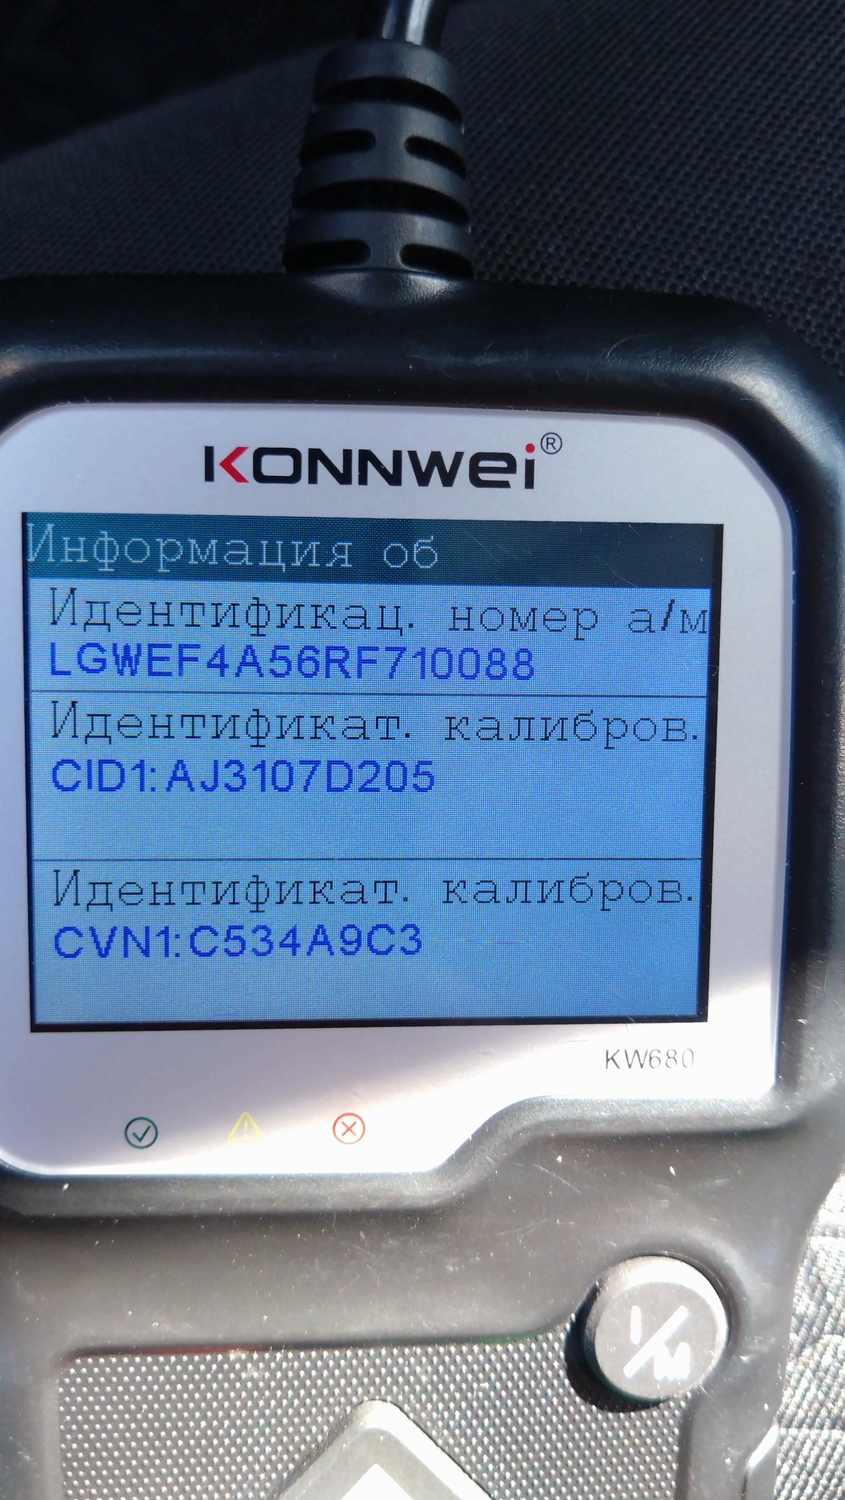 KONNWEI®
Информация об
Идентификац. номер а/м
LGWEF4A56RF710088
Идентификат. калибров.
CID1:AJ3107D205
Идентификат. калибров.
CVN1:C534A9C3
KW680
I/M